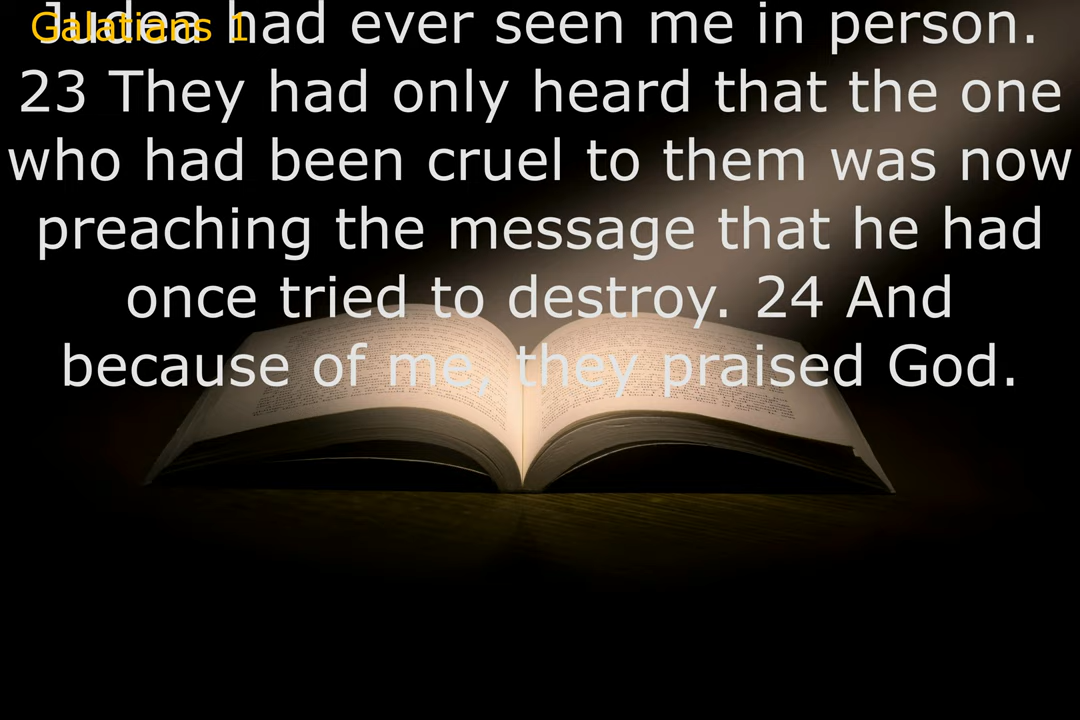 Galatians 1
Judea had ever seen me in person.
23 They had only heard that the one
who had been cruel to them was now
preaching the message that he had
once tried to destroy. 24 And
because of me, they praised God.